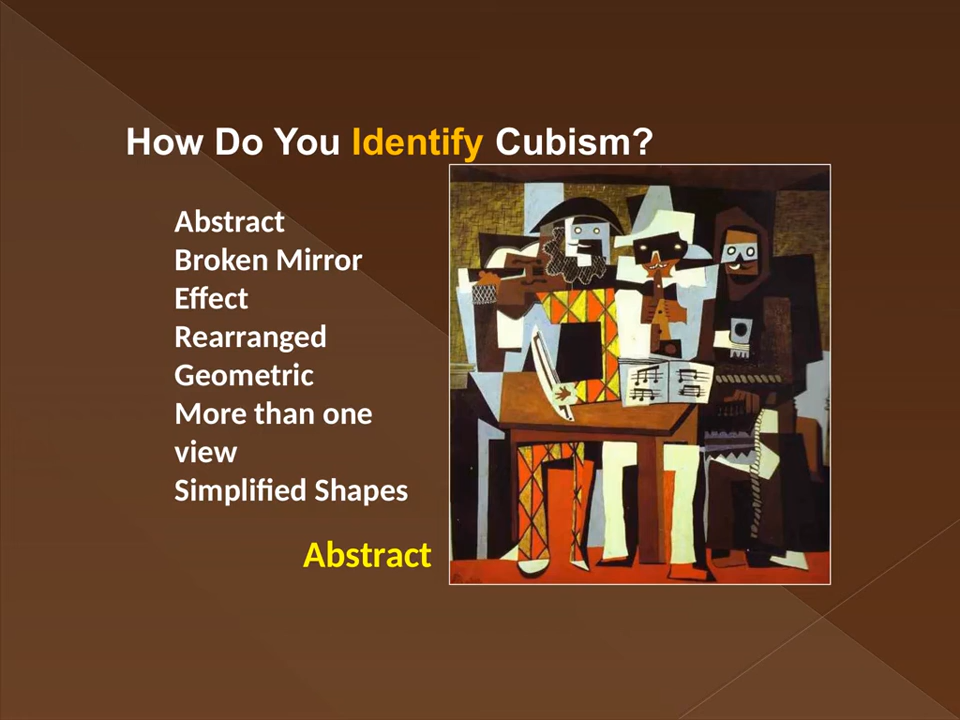 How Do You Identify Cubism?
Abstract
Broken Mirror
Effect
Rearranged
Geometric
More than one
view
Simplified Shapes
Abstract